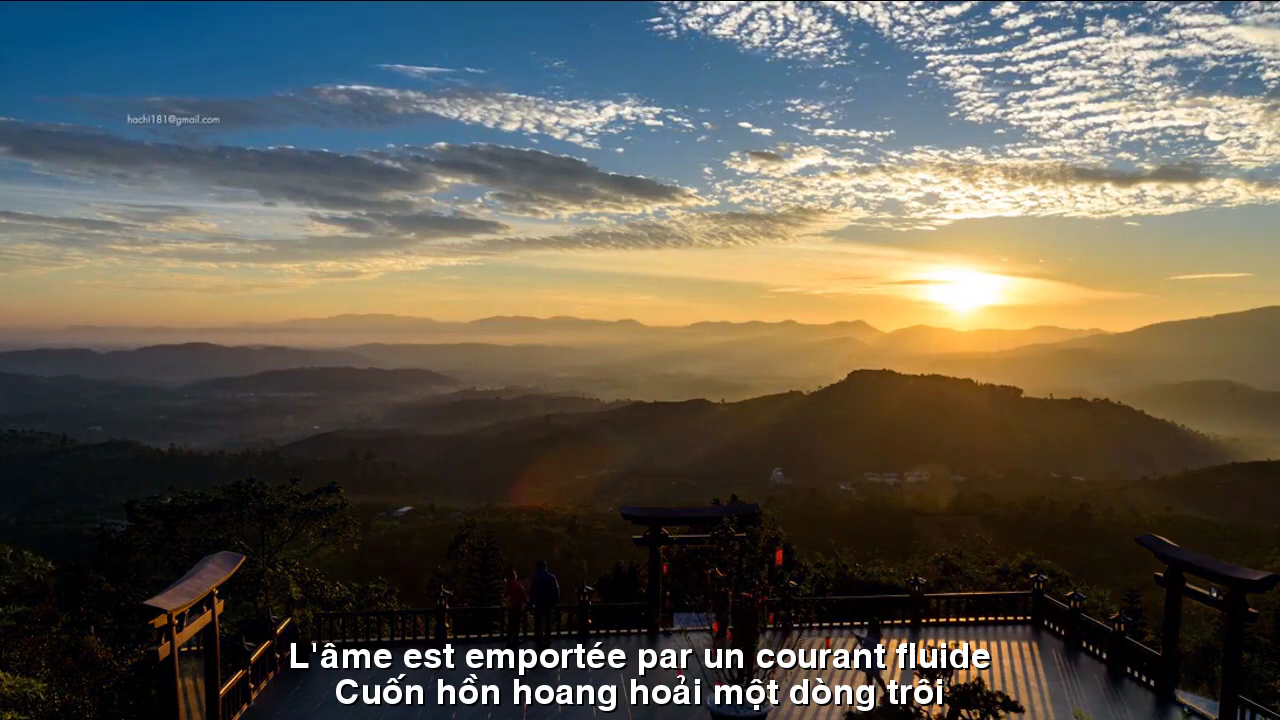 hachi181@gmail.com
L'âme est emportée par un courant fluide
Cuốn hồn hoang hoải một dòng trôi